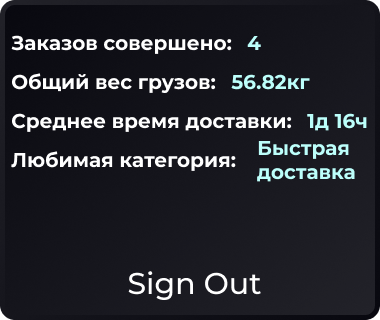 Заказов совершено: 4
Общий вес грузов: 56.82кг
Среднее время доставки: 1д 16ч
Любимая категория: Быстрая
доставка
Sign Out